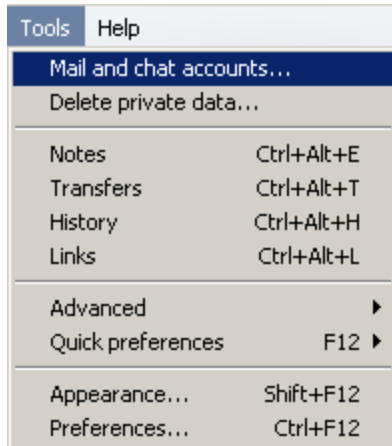 Tools Help
Mail and chat accounts...
Delete private data...
Notes Ctrl+Alt+E
Transfers Ctrl+Alt+T
History Ctrl+Alt+H
Links Ctrl+Alt+L
Advanced
Quick preferences F12
Appearance... Shift+F12
Preferences... Ctrl+F12